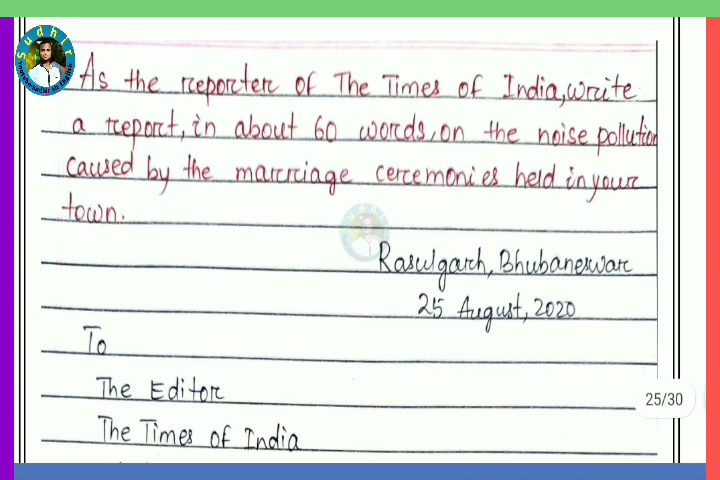 Sudhir
As the reporter of The Times of India, write
a report, in about 60 words, on the noise pollution
caused by the marriage ceremonies held in your
town.
Rasulgarh, Bhubaneswar
25 August, 2020
To
The Editor
25/30
The Times of India